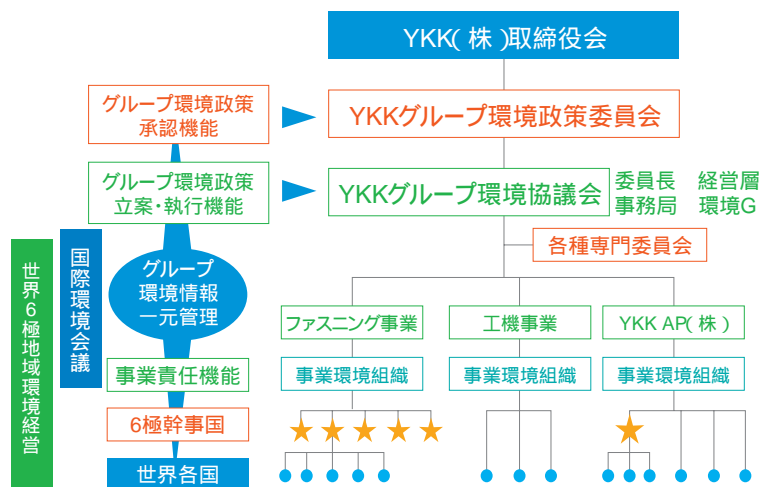 YKK(株)取締役会
グループ環境政策
承認機能
YKKグループ環境政策委員会
グループ環境政策
立案・執行機能
YKKグループ環境協議会
委員長 経営層
事務局 環境G
各種専門委員会
世界6極地域環境経営
国際環境会議
グループ
環境情報
一元管理
ファスニング事業
工機事業
YKK AP(株)
事業責任機能
事業環境組織
事業環境組織
事業環境組織
6極幹事国
世界各国